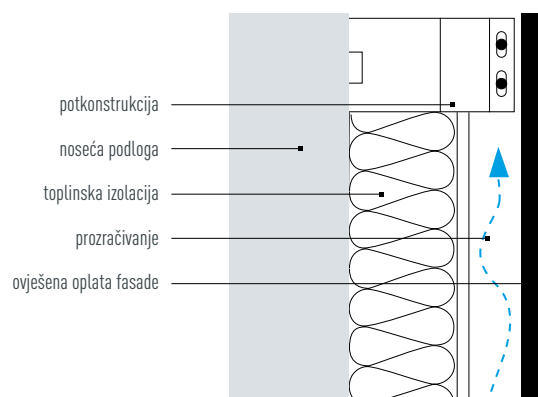 potkonstrukcija
noseća podloga
toplinska izolacija
prozračivanje
ovješena oplata fasade